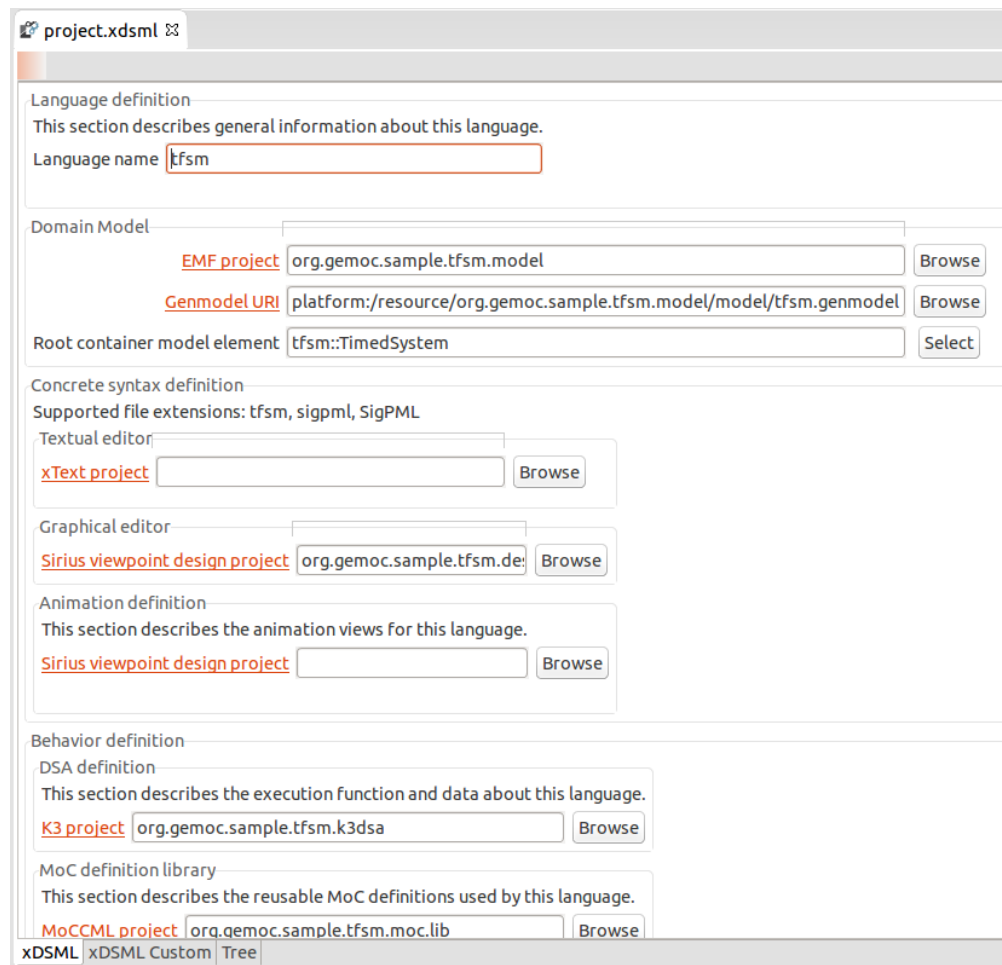 project.xdsml
Language definition
This section describes general information about this language.
Language name tfsm
Domain Model
EMF project org.gemoc.sample.tfsm.model Browse
Genmodel URI platform:/resource/org.gemoc.sample.tfsm.model/model/tfsm.genmodel Browse
Root container model element tfsm::TimedSystem Select
Concrete syntax definition
Supported file extensions: tfsm, sigpml, SigPML
Textual editor
xText project Browse
Graphical editor
Sirius viewpoint design project org.gemoc.sample.tfsm.des Browse
Animation definition
This section describes the animation views for this language.
Sirius viewpoint design project Browse
Behavior definition
DSA definition
This section describes the execution function and data about this language.
K3 project org.gemoc.sample.tfsm.k3dsa Browse
MoC definition library
This section describes the reusable MoC definitions used by this language.
MoCCML project org.gemoc.sample.tfsm.moc.lib Browse
xDSML xDSML Custom Tree